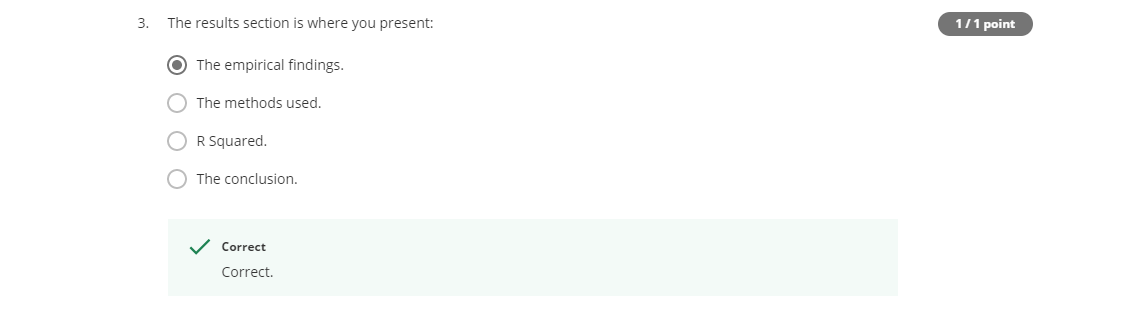 3. The results section is where you present:
1 / 1 point
The empirical findings.
The methods used.
R Squared.
The conclusion.
Correct
Correct.